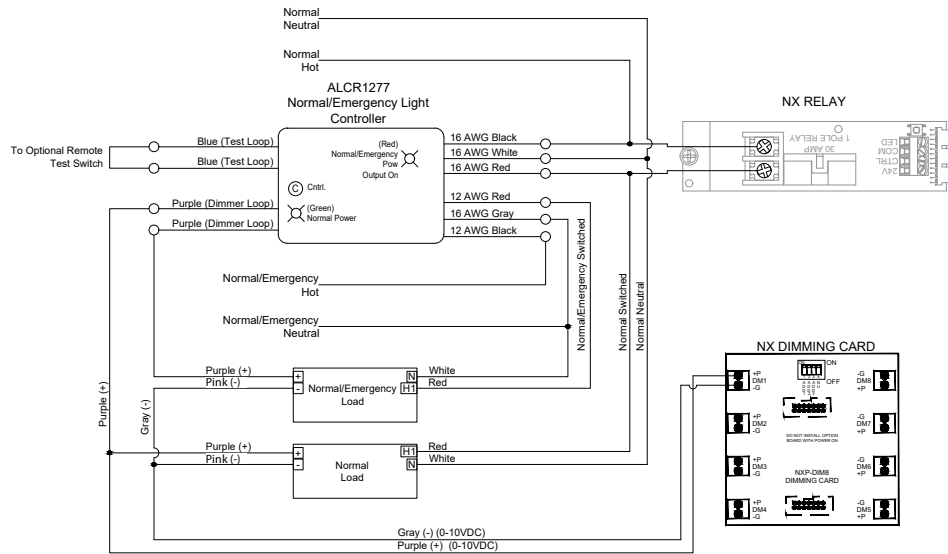 Normal
Neutral
Normal
Hot
ALCR1277
Normal/Emergency Light
Controller
NX RELAY
To Optional Remote
Test Switch
Blue (Test Loop)
Blue (Test Loop)
Purple (Dimmer Loop)
Purple (Dimmer Loop)
(Red)
Normal/Emergency
Pow
Output On
C Cntrl.
(Green)
Normal Power
16 AWG Black
16 AWG White
16 AWG Red
12 AWG Red
16 AWG Gray
12 AWG Black
1 POLE RELAY
30 AMP
LED
COM
CTRL
24V
Normal/Emergency
Hot
Normal/Emergency
Neutral
Normal/Emergency Switched
Normal Switched
Normal Neutral
Purple (+)
Gray (-)
Purple (+)
Pink (-)
+
-
Normal/Emergency
Load
N
H1
White
Red
Purple (+)
Pink (-)
+
-
Normal
Load
H1
N
Red
White
Gray (-) (0-10VDC)
Purple (+) (0-10VDC)
NX DIMMING CARD
ON
OFF
+P
DM1
-G
+P
DM2
-G
+P
DM3
-G
+P
DM4
-G
-G
DM8
+P
-G
DM7
+P
-G
DM6
+P
-G
DM5
+P
DO NOT INSTALL OPTION
BOARD WITH POWER ON
NXP-DIM8
DIMMING CARD